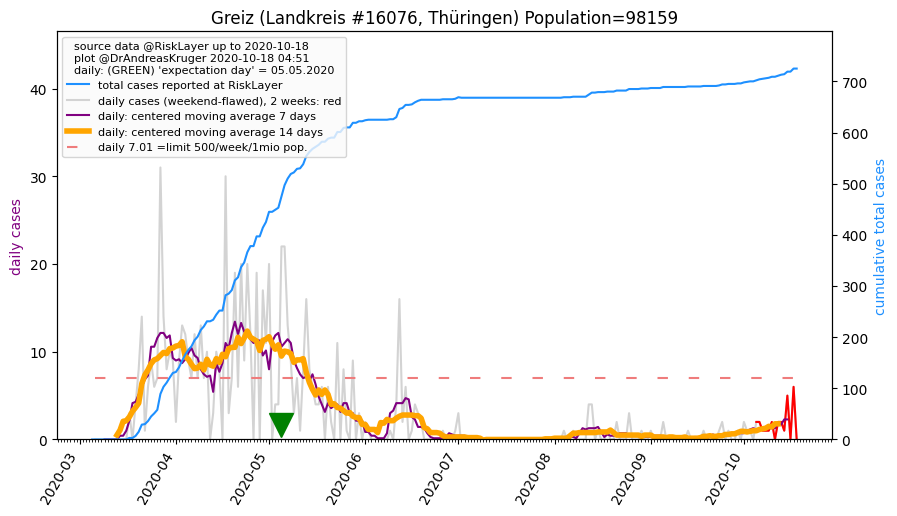 Greiz (Landkreis #16076, Thüringen) Population=98159
source data @RiskLayer up to 2020-10-18
plot @DrAndreasKruger 2020-10-18 04:51
daily: (GREEN) 'expectation day' = 05.05.2020
total cases reported at RiskLayer
daily cases (weekend-flawed), 2 weeks: red
daily: centered moving average 7 days
daily: centered moving average 14 days
daily 7.01 =limit 500/week/1mio pop.
daily cases
40
30
20
10
0
cumulative total cases
700
600
500
400
300
200
100
0
2020-03
2020-04
2020-05
2020-06
2020-07
2020-08
2020-09
2020-10